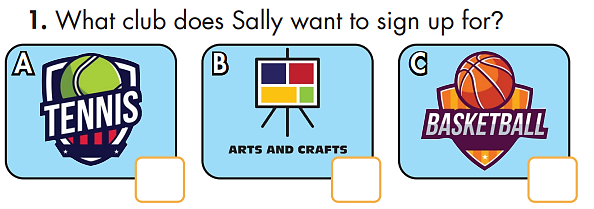 1. What club does Sally want to sign up for?
A
TENNIS
B
ARTS AND CRAFTS
C
BASKETBALL